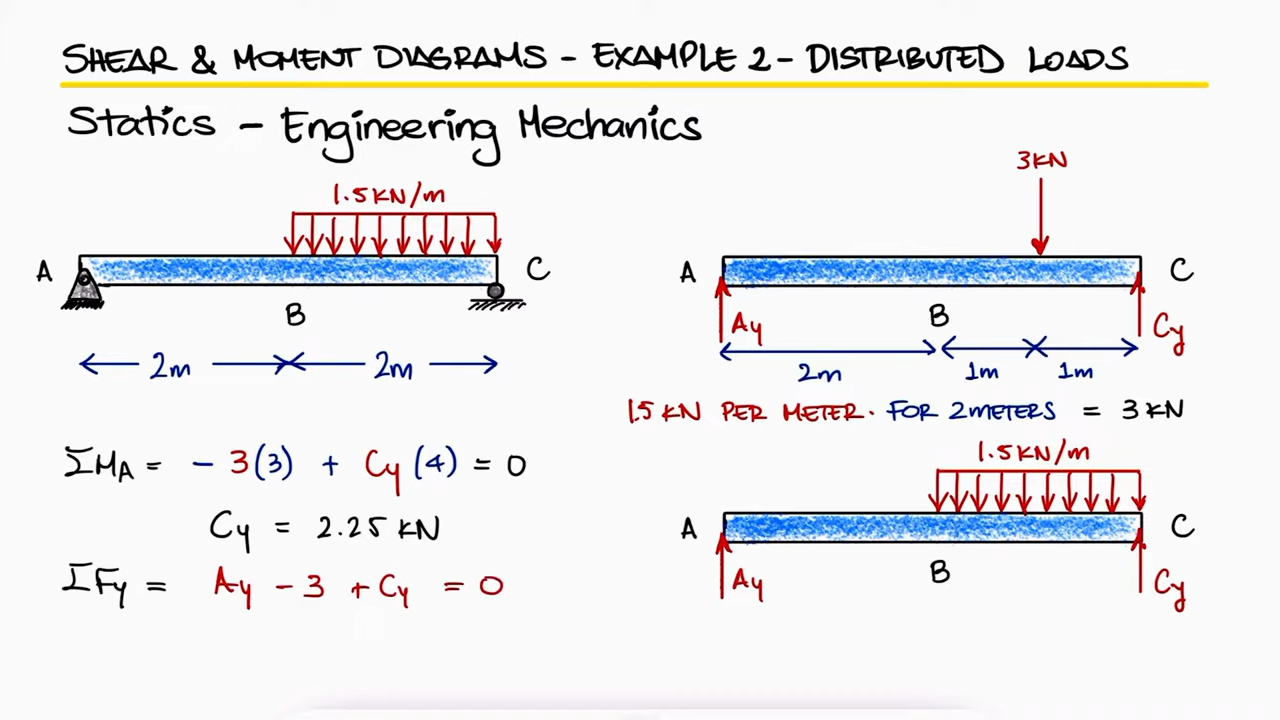 SHEAR & MOMENT DIAGRAMS - EXAMPLE 2 - DISTRIBUTED LOADS
Statics - Engineering Mechanics
1.5KN/m
A
C
B
2m
2m
3KN
A
C
Ay
B
Cy
2m
1m
1m
1.5 KN PER METER. FOR 2METERS = 3 KN
ΣMA = - 3(3) + Cy (4) = 0
Cy = 2.25 KN
ΣFy = Ay - 3 + Cy = 0
1.5KN/m
A
C
Ay
B
Cy